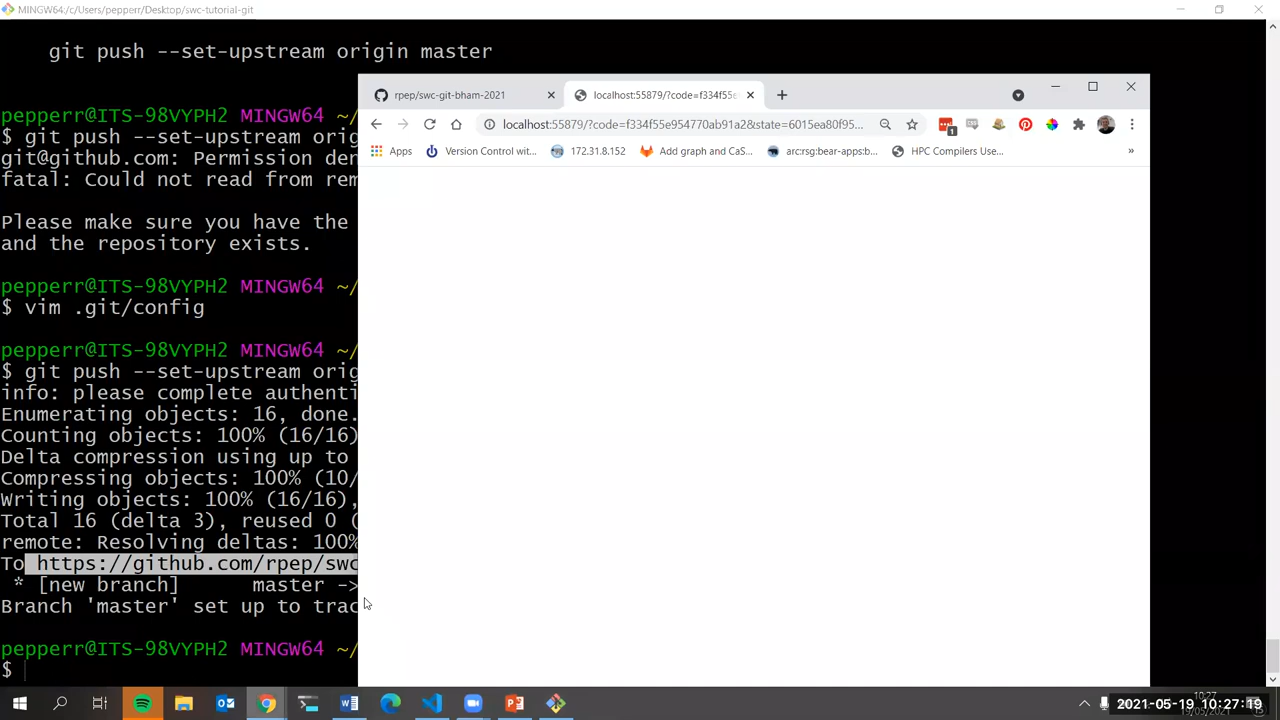 MINGW64:/c/Users/pepperr/Desktop/swc-tutorial-git
git push --set-upstream origin master
pepperr@ITS-98VYPH2 MINGW64 ~/
$ git push --set-upstream orig
git@github.com: Permission den
fatal: Could not read from rem
Please make sure you have the
and the repository exists.
pepperr@ITS-98VYPH2 MINGW64 ~/
$ vim .git/config
pepperr@ITS-98VYPH2 MINGW64 ~/
$ git push --set-upstream orig
info: please complete authenti
Enumerating objects: 16, done.
Counting objects: 100% (16/16)
Delta compression using up to
Compressing objects: 100% (10/
Writing objects: 100% (16/16),
Total 16 (delta 3), reused 0 (
remote: Resolving deltas: 100%
To https://github.com/rpep/swc
* [new branch] master ->
Branch 'master' set up to trac
pepperr@ITS-98VYPH2 MINGW64 ~/
$
rpep/swc-git-bham-2021
localhost:55879/?code=f334f55e
localhost:55879/?code=f334f55e954770ab91a2&state=6015ea80f95...
1
Apps
Version Control wit...
172.31.8.152
Add graph and CaS...
arc:rsg:bear-apps:b...
HPC Compilers Use...
»
10:27
2021-05-19 10:27:19
19/05/2021